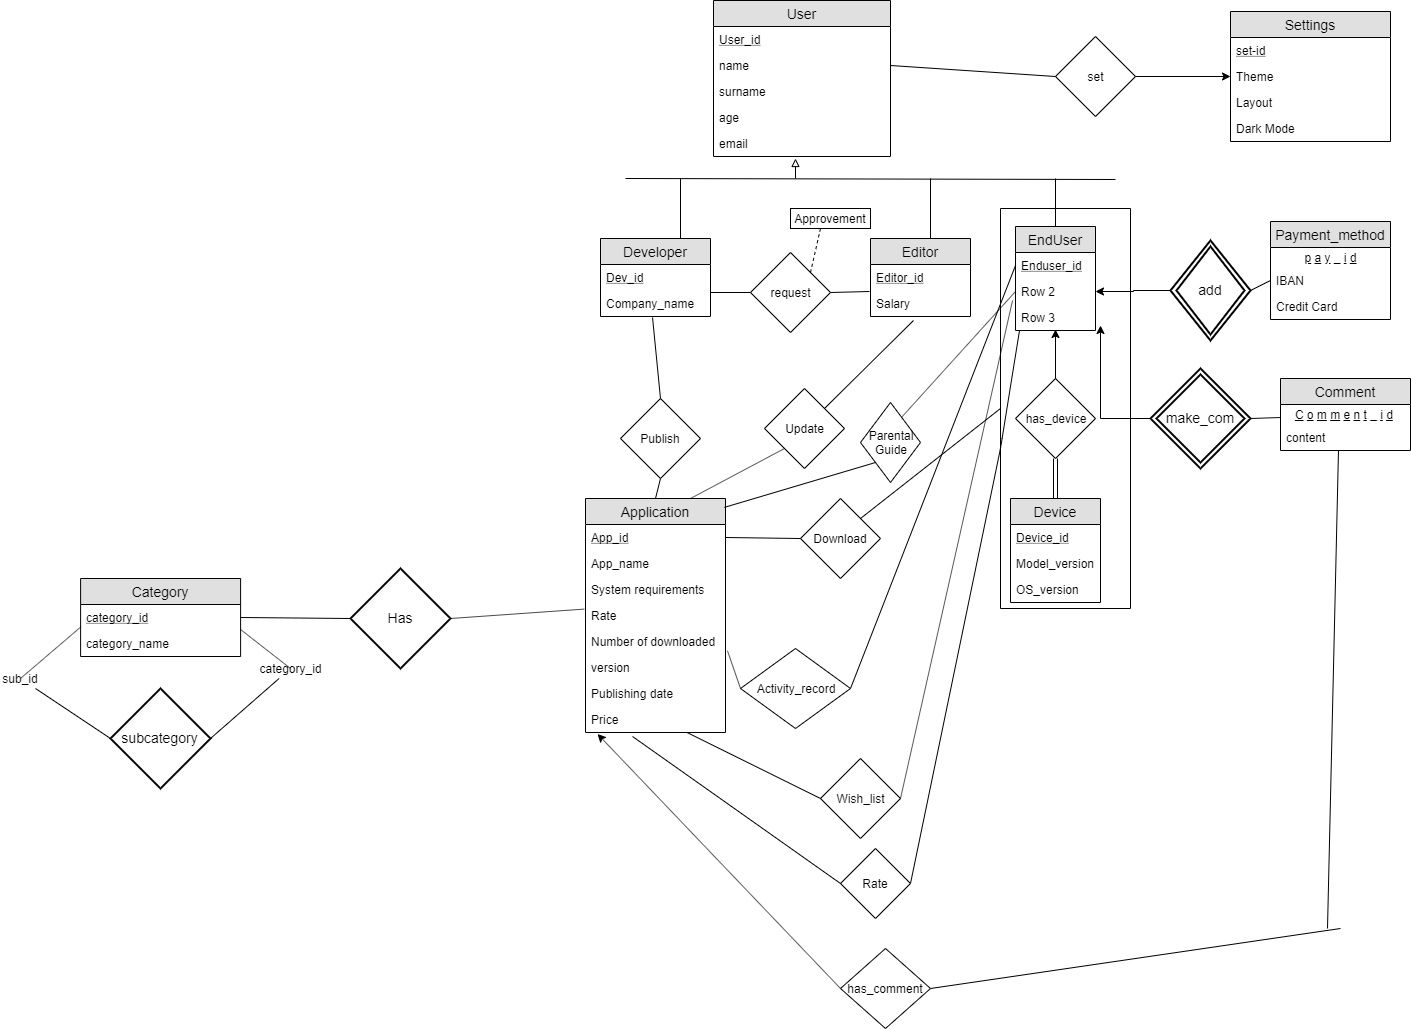 User
User_id
name
surname
age
email
set
Settings
set-id
Theme
Layout
Dark Mode
Approvement
Developer
Dev_id
Company_name
request
Editor
Editor_id
Salary
EndUser
Enduser_id
Row 2
Row 3
add
Payment_method
pay_id
IBAN
Credit Card
Publish
Update
Parental
Guide
has_device
make_com
Comment
Comment_id
content
Application
App_id
App_name
System requirements
Rate
Number of downloaded
version
Publishing date
Price
Download
Device
Device_id
Model_version
OS_version
Category
category_id
category_name
Has
sub_id
category_id
subcategory
Activity_record
Wish_list
Rate
has_comment